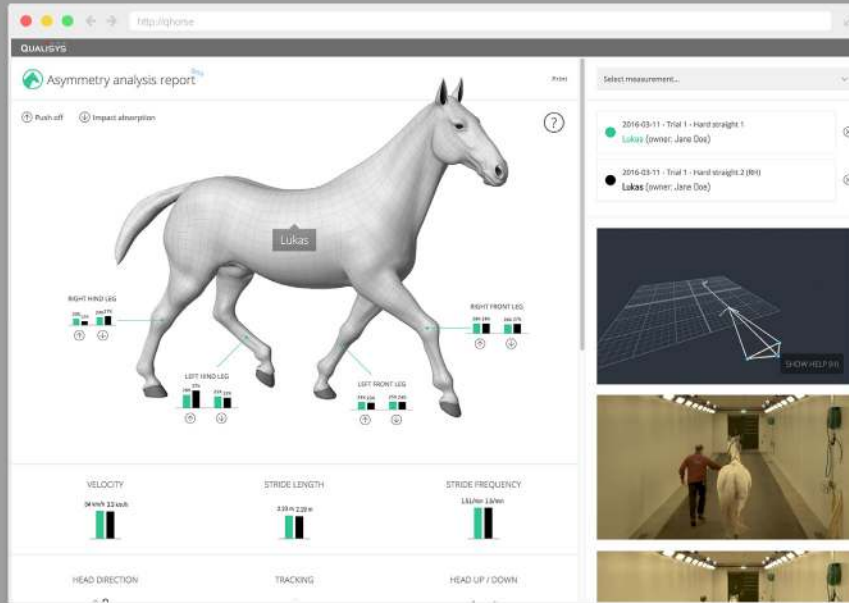 http://qhorse
QUALISYS
Asymmetry analysis report
Print
Push off
Impact absorption
?
Lukas
RIGHT HIND LEG
LEFT HIND LEG
LEFT FRONT LEG
RIGHT FRONT LEG
VELOCITY
STRIDE LENGTH
STRIDE FREQUENCY
HEAD DIRECTION
TRACKING
HEAD UP / DOWN
Select measurement...
2016-03-11 - Trial 1 - Hard straight 1
Lukas (owner: Jane Doe)
2016-03-11 - Trial 1 - Hard straight 2 (RH)
Lukas (owner: Jane Doe)
SHOW HELP (H)